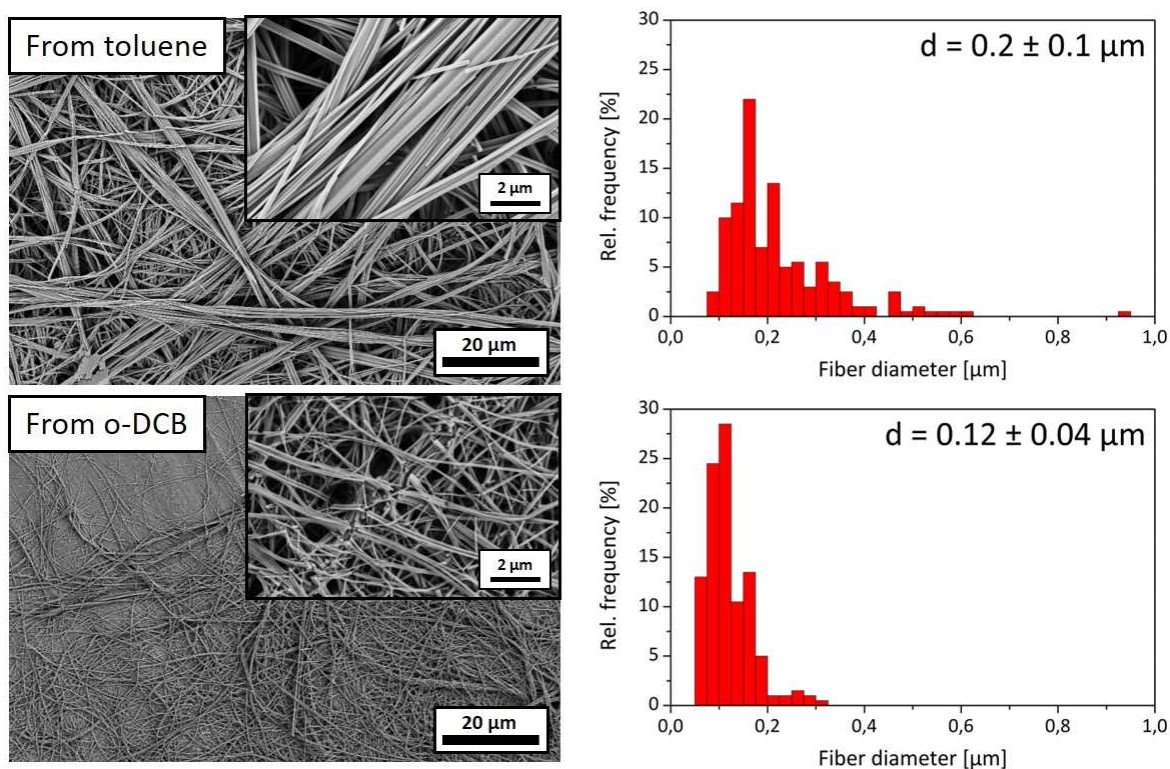 From toluene
2 µm
20 µm
30
25
20
15
10
5
0
Rel. frequency [%]
d = 0.2 ± 0.1 µm
0,0 0,2 0,4 0,6 0,8 1,0
Fiber diameter [µm]
From o-DCB
2 µm
20 µm
30
25
20
15
10
5
0
Rel. frequency [%]
d = 0.12 ± 0.04 µm
0,0 0,2 0,4 0,6 0,8 1,0
Fiber diameter [µm]